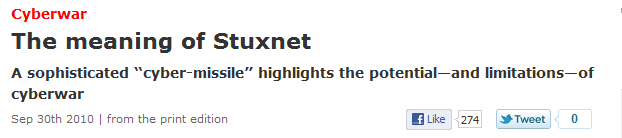 Cyberwar
The meaning of Stuxnet
A sophisticated “cyber-missile” highlights the potential—and limitations—of
cyberwar
Sep 30th 2010 | from the print edition
Like 274 Tweet 0